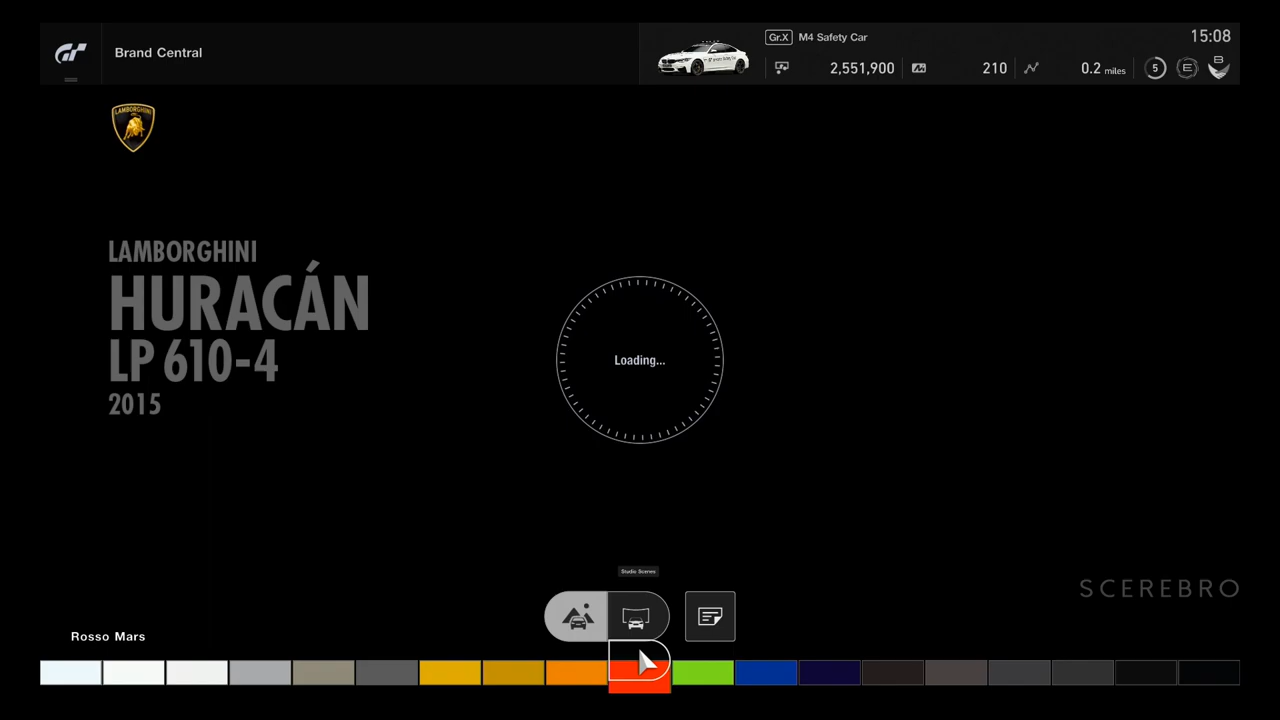 Brand Central
Gr.X M4 Safety Car
15:08
2,551,900
210
0.2 miles
5
E
B
LAMBORGHINI
LAMBORGHINI
HURACÁN
LP 610-4
2015
Loading...
Studio Scenes
SCEREBRO
Rosso Mars